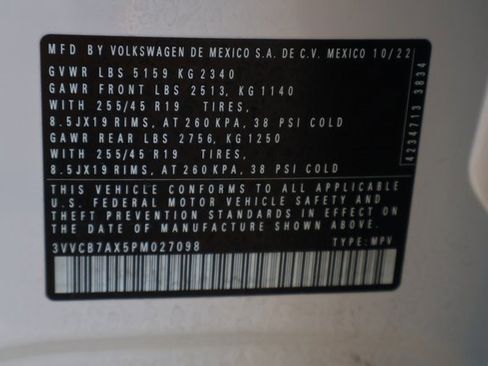 MFD BY VOLKSWAGEN DE MEXICO S.A. DE C.V. MEXICO 10/22
GVWR LBS 5159 KG 2340
GAWR FRONT LBS 2513, KG 1140
WITH 255/45 R19 TIRES,
8.5JX19 RIMS, AT 260 KPA, 38 PSI COLD
GAWR REAR LBS 2756, KG 1250
WITH 255/45 R19 TIRES,
8.5JX19 RIMS, AT 260 KPA, 38 PSI COLD
THIS VEHICLE CONFORMS TO ALL APPLICABLE
U.S. FEDERAL MOTOR VEHICLE SAFETY AND
THEFT PREVENTION STANDARDS IN EFFECT ON
THE DATE OF MANUFACTURE SHOWN ABOVE.
3VVCB7AX5PM027098 TYPE: MPV
4234713 3834